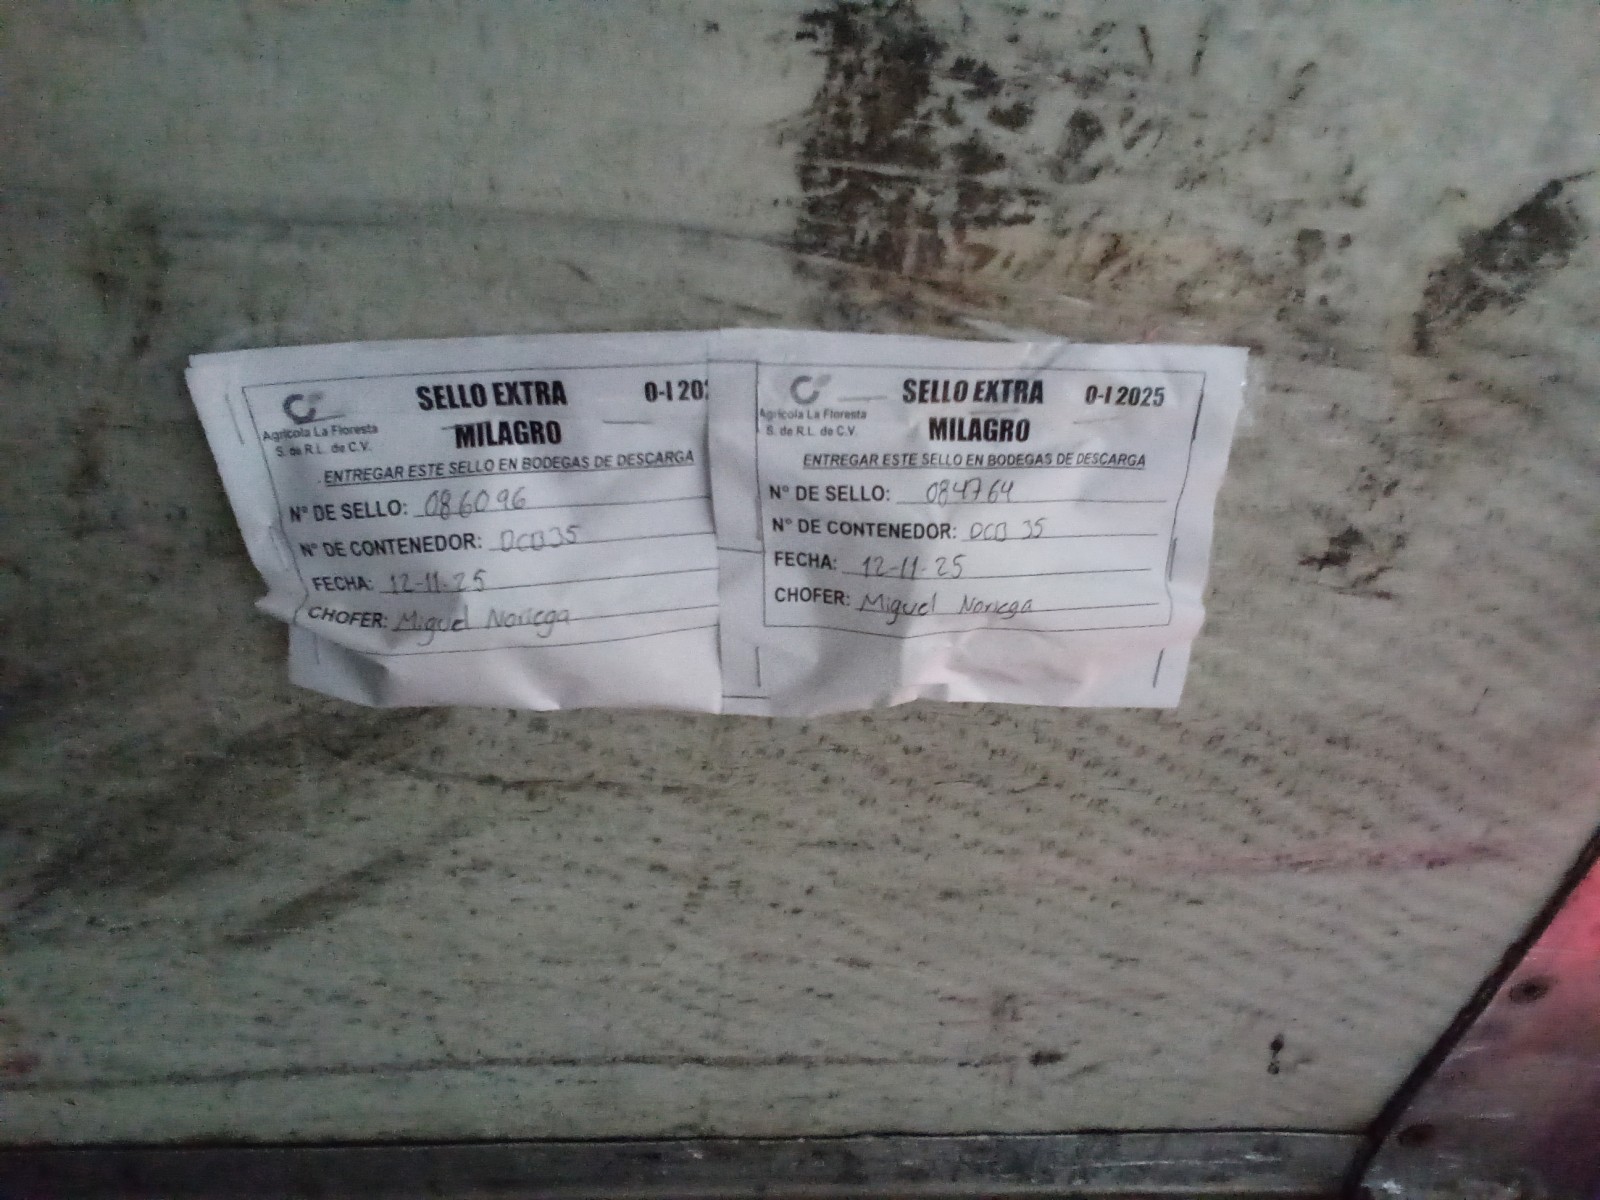 SELLO EXTRA
0-I 202
MILAGRO
Agrícola La Floresta
S. de R.L. de C.V.
ENTREGAR ESTE SELLO EN BODEGAS DE DESCARGA
N° DE SELLO: 086096
N° DE CONTENEDOR: DCD35
FECHA: 12-11-25
CHOFER: Miguel Noriega
SELLO EXTRA
0-I 2025
MILAGRO
Agrícola La Floresta
S. de R.L. de C.V.
ENTREGAR ESTE SELLO EN BODEGAS DE DESCARGA
N° DE SELLO: 084764
N° DE CONTENEDOR: DCD 35
FECHA: 12-11-25
CHOFER: Miguel Noriega